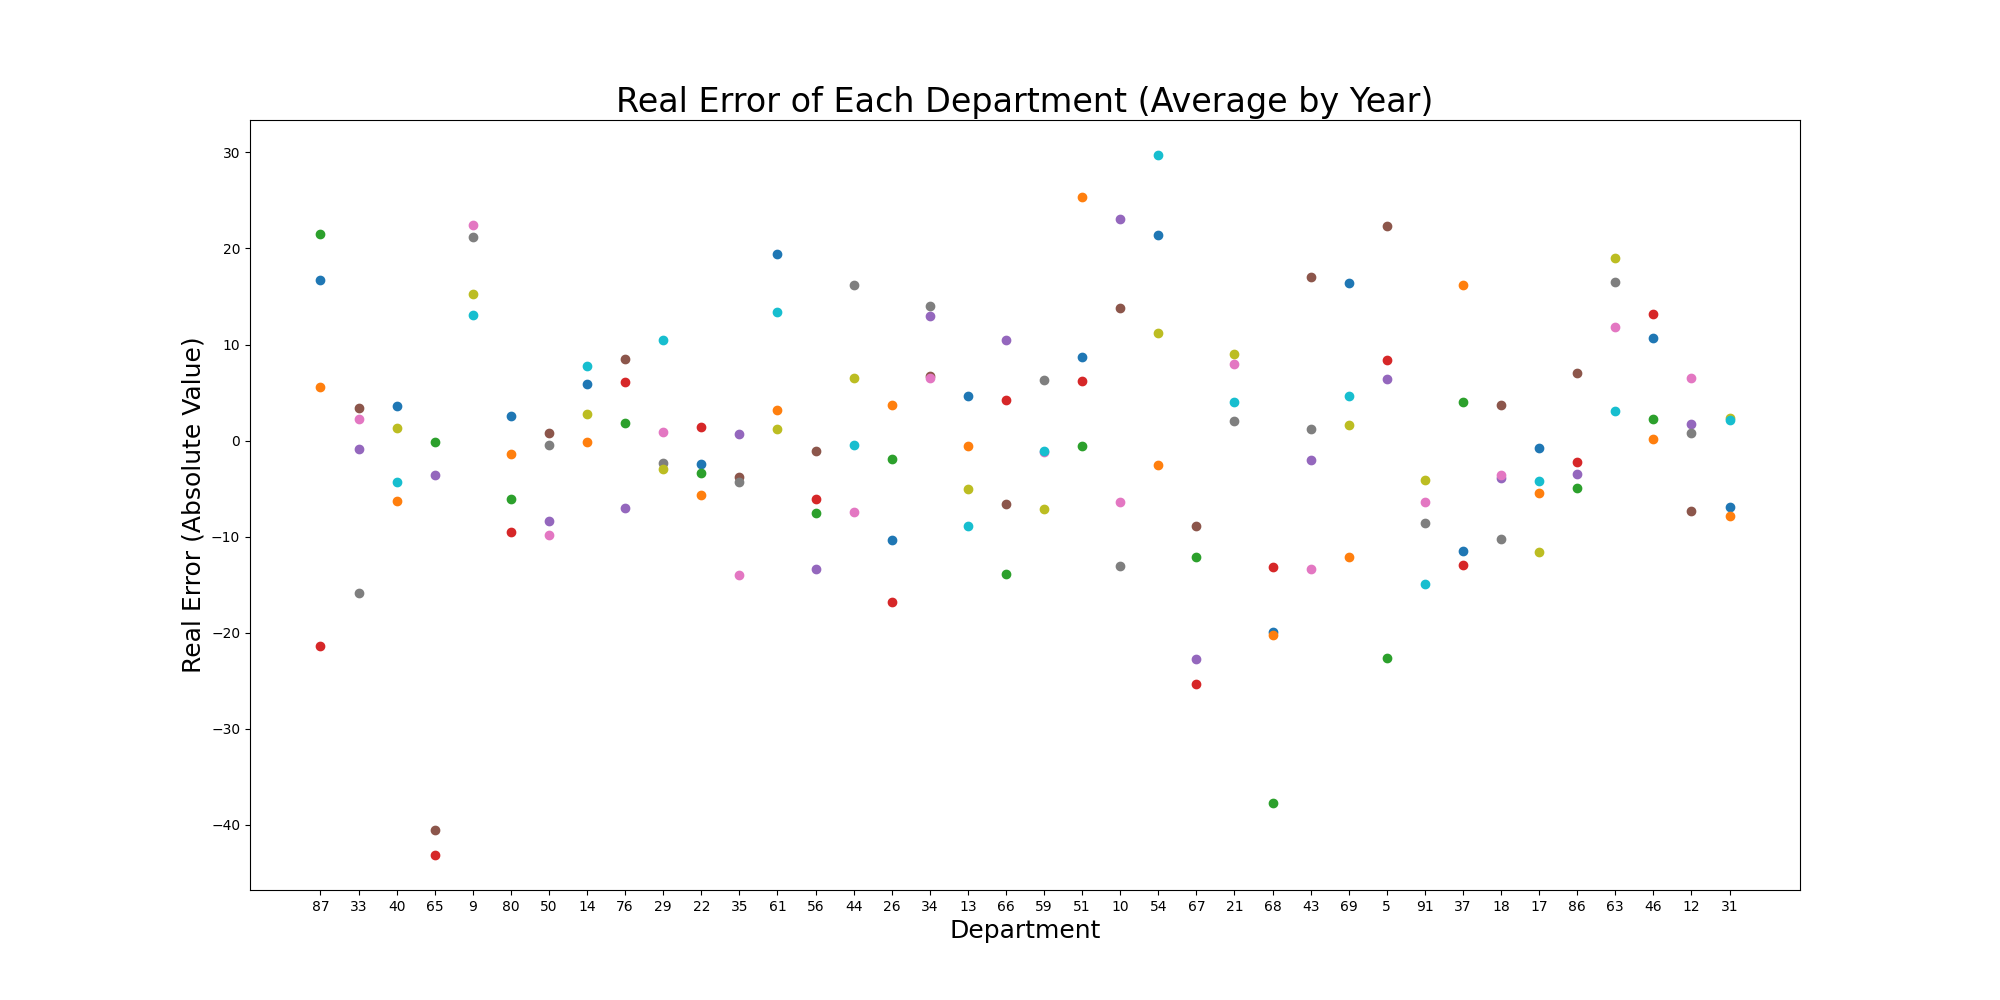 Real Error of Each Department (Average by Year)
Real Error (Absolute Value)
30
20
10
0
−10
−20
−30
−40
87 33 40 65 9 80 50 14 76 29 22 35 61 56 44 26 34 13 66 59 51 10 54 67 21 68 43 69 5 91 37 18 17 86 63 46 12 31
Department